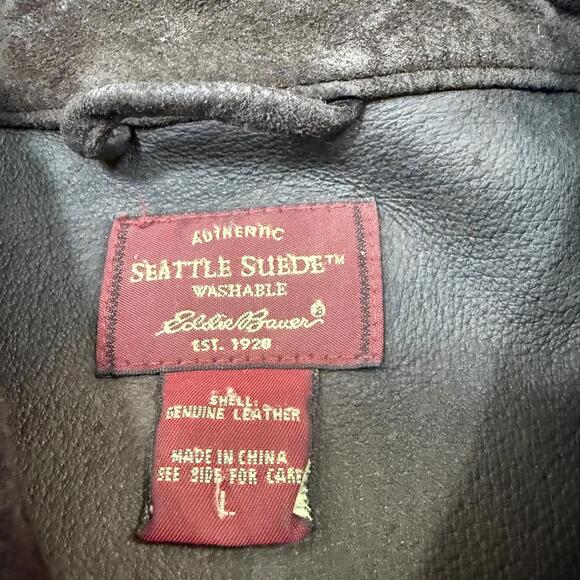 AUTHENTIC
SEATTLE SUEDE™
WASHABLE
Eddie Bauer
EST. 1920
SHELL:
GENUINE LEATHER
MADE IN CHINA
SEE SIDE FOR CARE
L